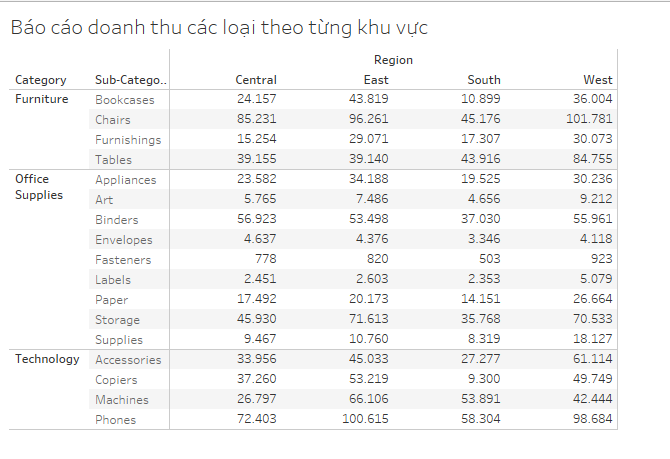 Báo cáo doanh thu các loại theo từng khu vực
Region
Category Sub-Catego.. Central East South West
Furniture Bookcases 24.157 43.819 10.899 36.004
Chairs 85.231 96.261 45.176 101.781
Furnishings 15.254 29.071 17.307 30.073
Tables 39.155 39.140 43.916 84.755
Office Supplies Appliances 23.582 34.188 19.525 30.236
Art 5.765 7.486 4.656 9.212
Binders 56.923 53.498 37.030 55.961
Envelopes 4.637 4.376 3.346 4.118
Fasteners 778 820 503 923
Labels 2.451 2.603 2.353 5.079
Paper 17.492 20.173 14.151 26.664
Storage 45.930 71.613 35.768 70.533
Supplies 9.467 10.760 8.319 18.127
Technology Accessories 33.956 45.033 27.277 61.114
Copiers 37.260 53.219 9.300 49.749
Machines 26.797 66.106 53.891 42.444
Phones 72.403 100.615 58.304 98.684